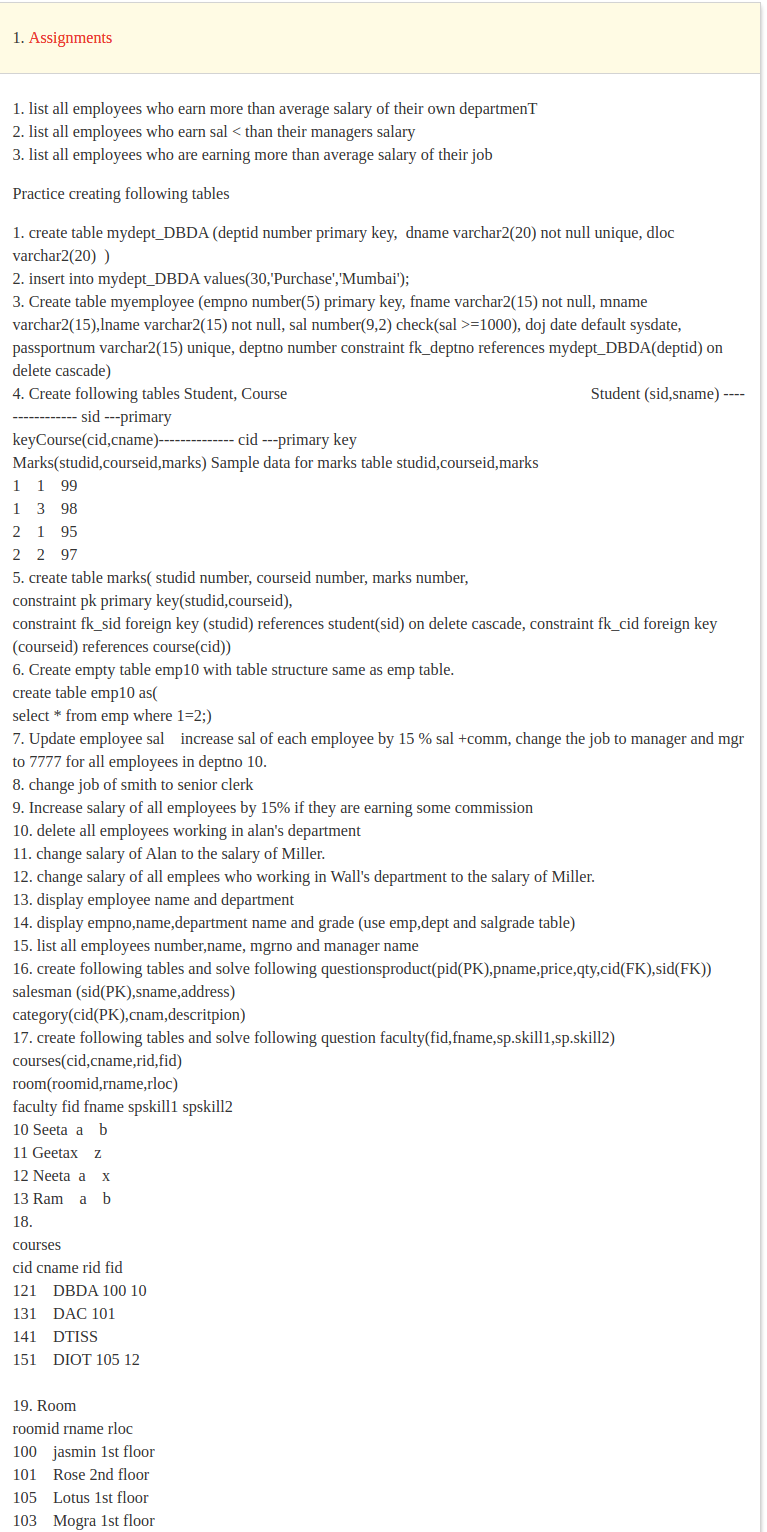 1. Assignments
1. list all employees who earn more than average salary of their own departmenT
2. list all employees who earn sal < than their managers salary
3. list all employees who are earning more than average salary of their job
Practice creating following tables
1. create table mydept_DBDA (deptid number primary key,  dname varchar2(20) not null unique, dloc
varchar2(20)  )
2. insert into mydept_DBDA values(30,'Purchase','Mumbai');
3. Create table myemployee (empno number(5) primary key, fname varchar2(15) not null, mname
varchar2(15),lname varchar2(15) not null, sal number(9,2) check(sal >=1000), doj date default sysdate,
passportnum varchar2(15) unique, deptno number constraint fk_deptno references mydept_DBDA(deptid) on
delete cascade)
4. Create following tables Student, Course Student (sid,sname) ----
-------------- sid ---primary
keyCourse(cid,cname)-------------- cid ---primary key
Marks(studid,courseid,marks) Sample data for marks table studid,courseid,marks
1    1    99
1    3    98
2    1    95
2    2    97
5. create table marks( studid number, courseid number, marks number,
constraint pk primary key(studid,courseid),
constraint fk_sid foreign key (studid) references student(sid) on delete cascade, constraint fk_cid foreign key
(courseid) references course(cid))
6. Create empty table emp10 with table structure same as emp table.
create table emp10 as(
select * from emp where 1=2;)
7. Update employee sal    increase sal of each employee by 15 % sal +comm, change the job to manager and mgr
to 7777 for all employees in deptno 10.
8. change job of smith to senior clerk
9. Increase salary of all employees by 15% if they are earning some commission
10. delete all employees working in alan's department
11. change salary of Alan to the salary of Miller.
12. change salary of all emplees who working in Wall's department to the salary of Miller.
13. display employee name and department
14. display empno,name,department name and grade (use emp,dept and salgrade table)
15. list all employees number,name, mgrno and manager name
16. create following tables and solve following questionsproduct(pid(PK),pname,price,qty,cid(FK),sid(FK))
salesman (sid(PK),sname,address)
category(cid(PK),cnam,descritpion)
17. create following tables and solve following question faculty(fid,fname,sp.skill1,sp.skill2)
courses(cid,cname,rid,fid)
room(roomid,rname,rloc)
faculty fid fname spskill1 spskill2
10 Seeta  a    b
11 Geetax    z
12 Neeta  a    x
13 Ram    a    b
18.
courses
cid cname rid fid
121    DBDA 100 10
131    DAC 101
141    DTISS
151    DIOT 105 12
19. Room
roomid rname rloc
100    jasmin 1st floor
101    Rose 2nd floor
105    Lotus 1st floor
103    Mogra 1st floor